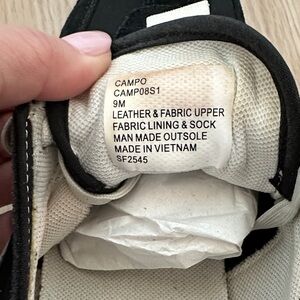 CAMPO
CAMP08S1
9M
LEATHER & FABRIC UPPER
FABRIC LINING & SOCK
MAN MADE OUTSOLE
MADE IN VIETNAM
SF2545